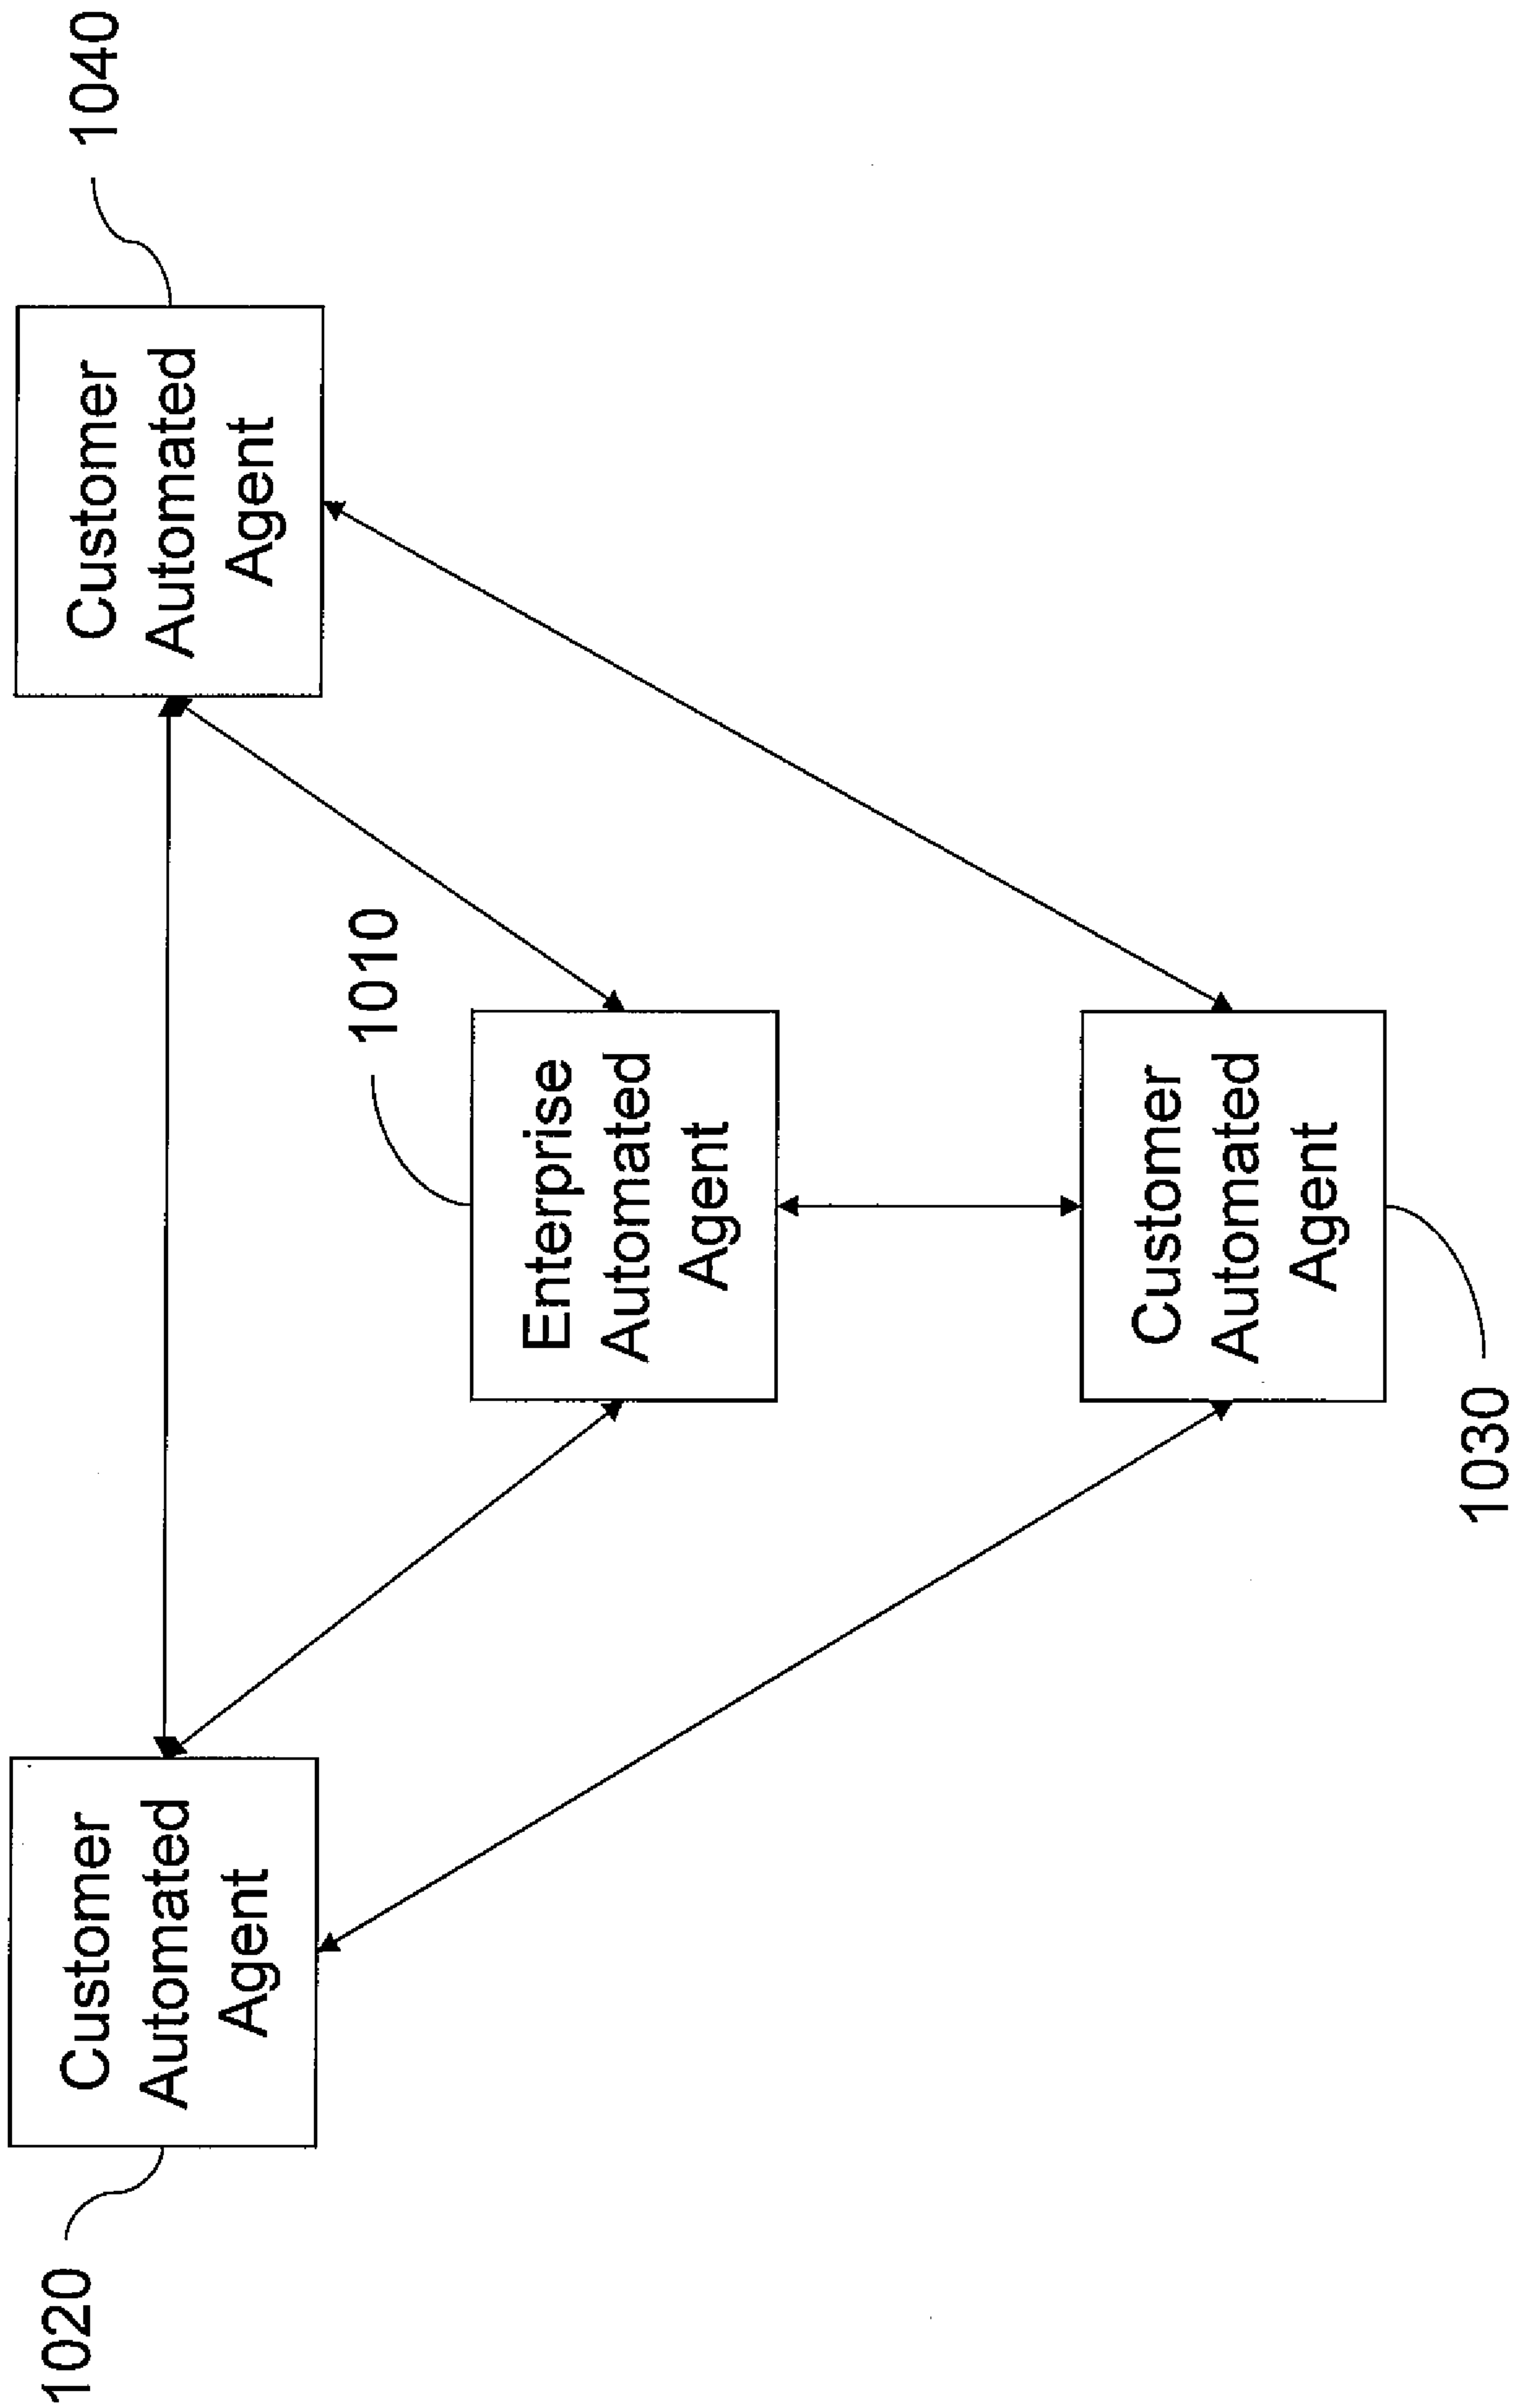 1020
Customer
Automated
Agent
1010
Enterprise
Automated
Agent
1040
Customer
Automated
Agent
1030
Customer
Automated
Agent